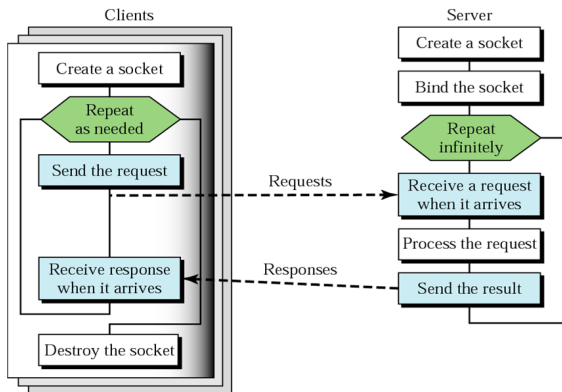 Clients
Create a socket
Repeat
as needed
Send the request
Receive response
when it arrives
Destroy the socket
Requests
Responses
Server
Create a socket
Bind the socket
Repeat
infinitely
Receive a request
when it arrives
Process the request
Send the result